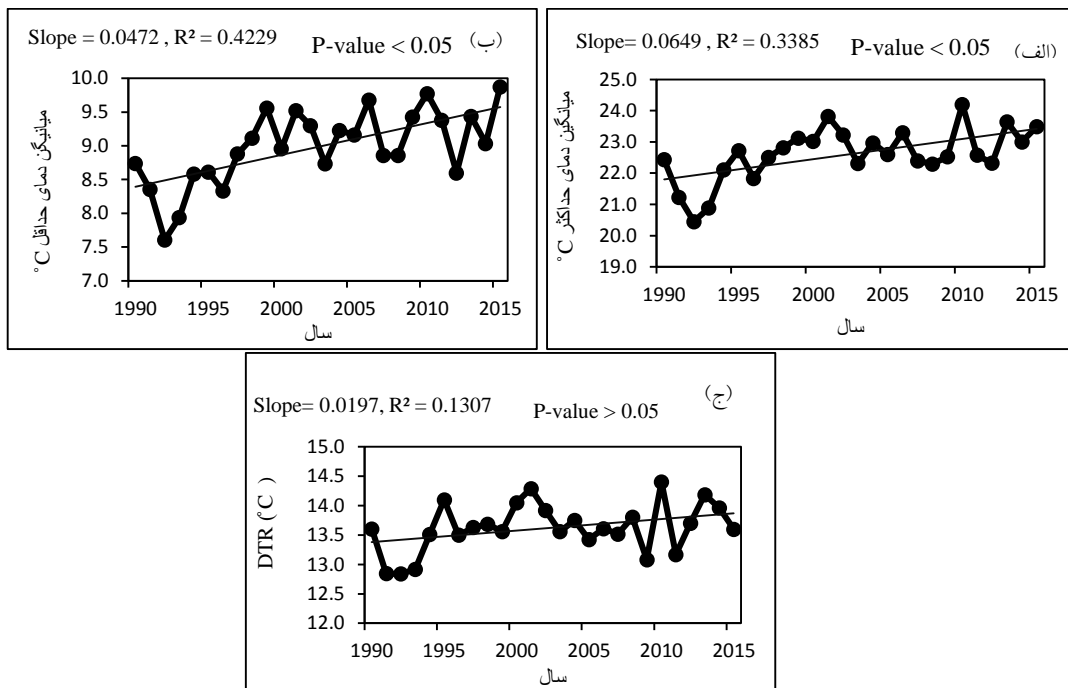 Slope= 0.0649 , R² = 0.3385 P-value < 0.05 (الف)
میانگین دمای حداکثر °C
25.0
24.0
23.0
22.0
21.0
20.0
19.0
1990 1995 2000 2005 2010 2015
سال
Slope = 0.0472 , R² = 0.4229 P-value < 0.05 (ب)
میانیگن دمای حداقل °C
10.0
9.5
9.0
8.5
8.0
7.5
7.0
1990 1995 2000 2005 2010 2015
سال
Slope= 0.0197, R² = 0.1307 P-value > 0.05 (ج)
DTR (°C)
15.0
14.5
14.0
13.5
13.0
12.5
12.0
1990 1995 2000 2005 2010 2015
سال